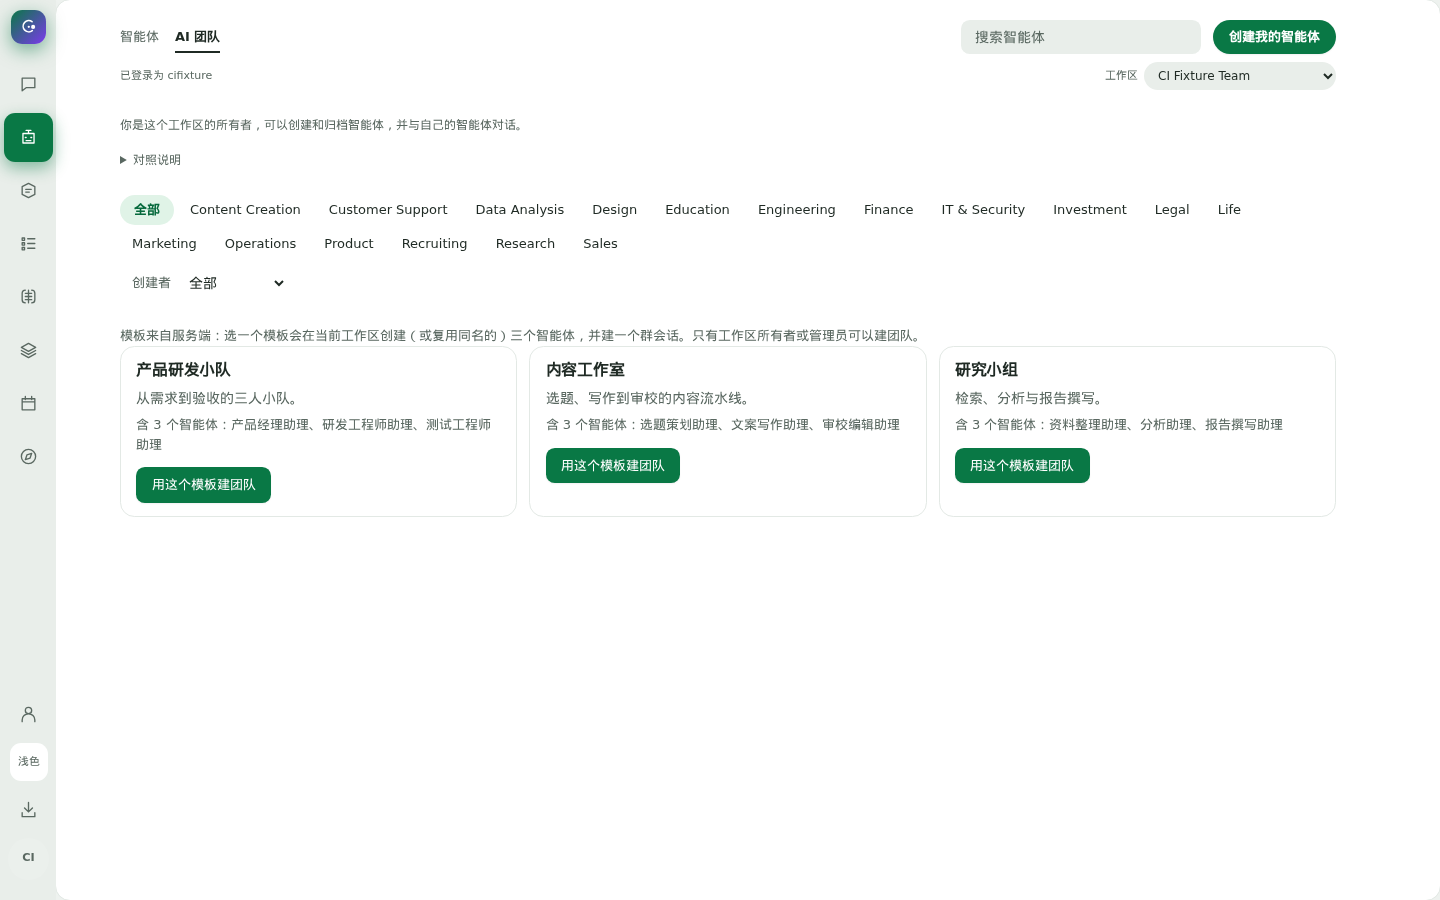 智能体 AI 团队 搜索智能体 创建我的智能体
已登录为 cifixture 工作区 CI Fixture Team
你是这个工作区的所有者，可以创建和归档智能体，并与自己的智能体对话。
对照说明
全部 Content Creation Customer Support Data Analysis Design Education Engineering Finance IT & Security Investment Legal Life
Marketing Operations Product Recruiting Research Sales
创建者 全部
模板来自服务端：选一个模板会在当前工作区创建（或复用同名的）三个智能体，并建一个群会话。只有工作区所有者或管理员可以建团队。
产品研发小队
从需求到验收的三人小队。
含 3 个智能体：产品经理助理、研发工程师助理、测试工程师
助理
用这个模板建团队
内容工作室
选题、写作到审校的内容流水线。
含 3 个智能体：选题策划助理、文案写作助理、审校编辑助理
用这个模板建团队
研究小组
检索、分析与报告撰写。
含 3 个智能体：资料整理助理、分析助理、报告撰写助理
用这个模板建团队
浅色
CI